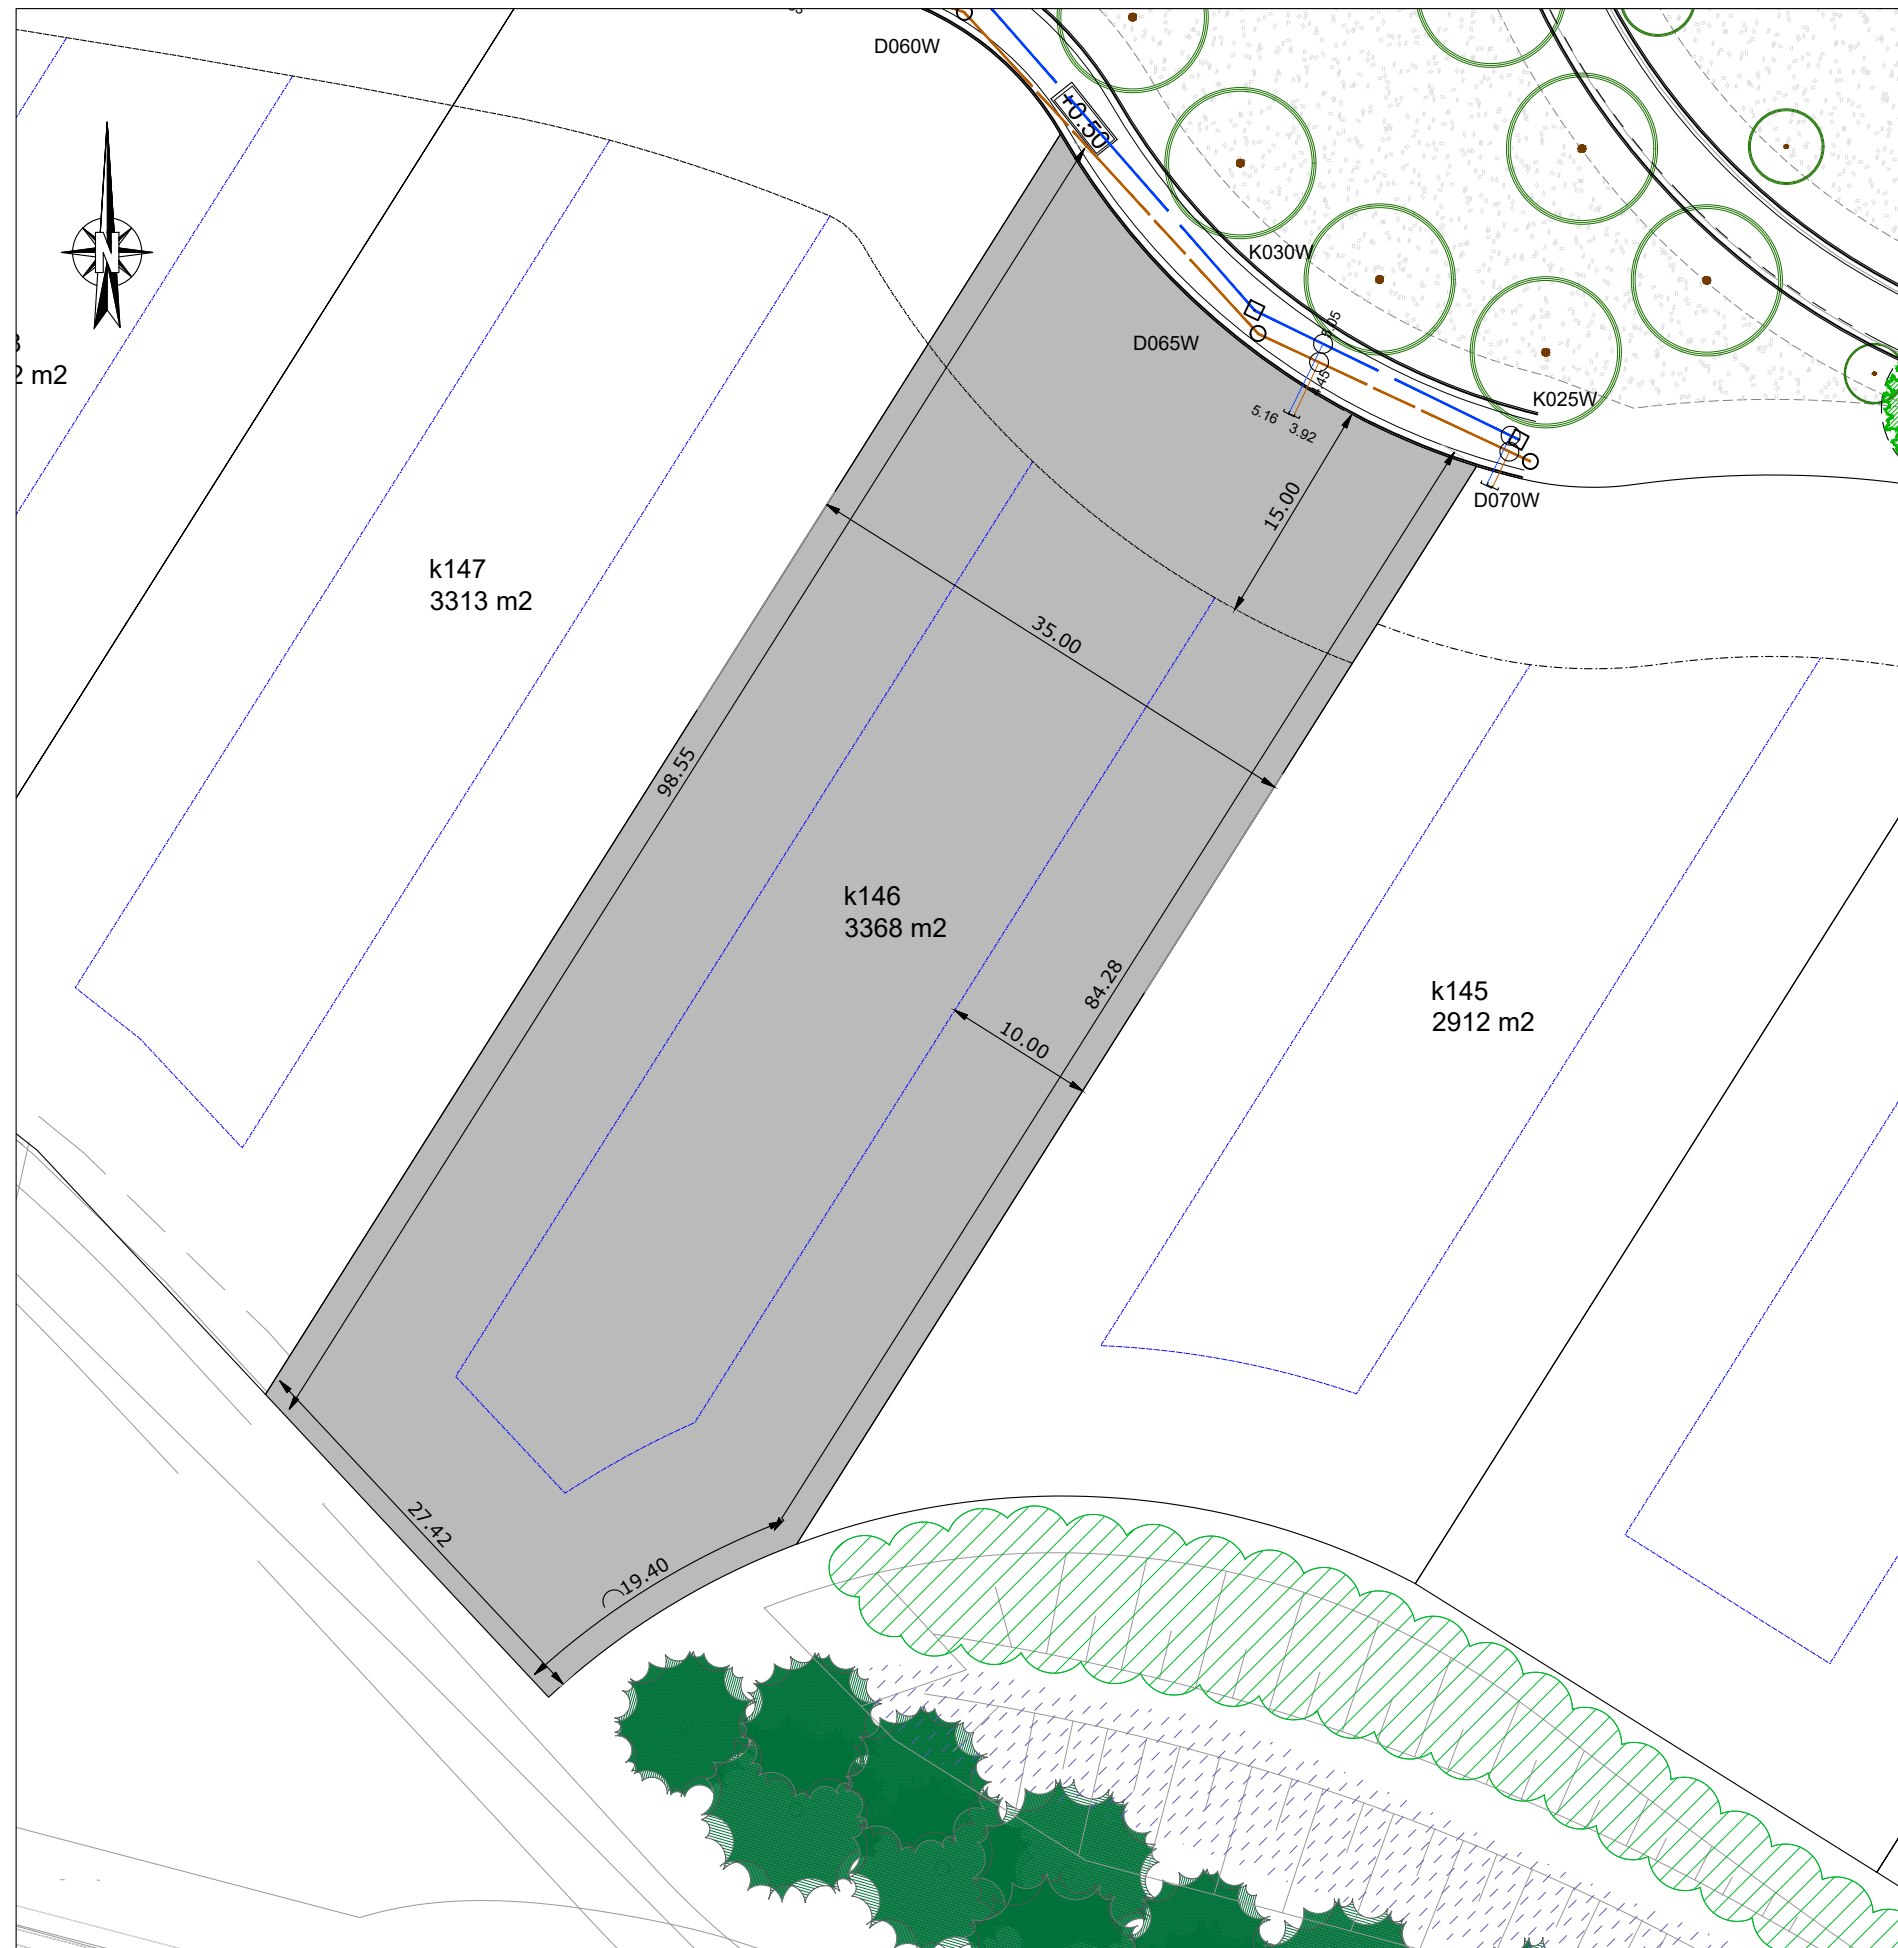 D060W
+0.50
N
K030W
D065W
2 m2
5.16
3.92
K025W
D070W
15.00
k147
3313 m2
35.00
98.55
k146
3368 m2
84.28
k145
2912 m2
10.00
27.42
19.40